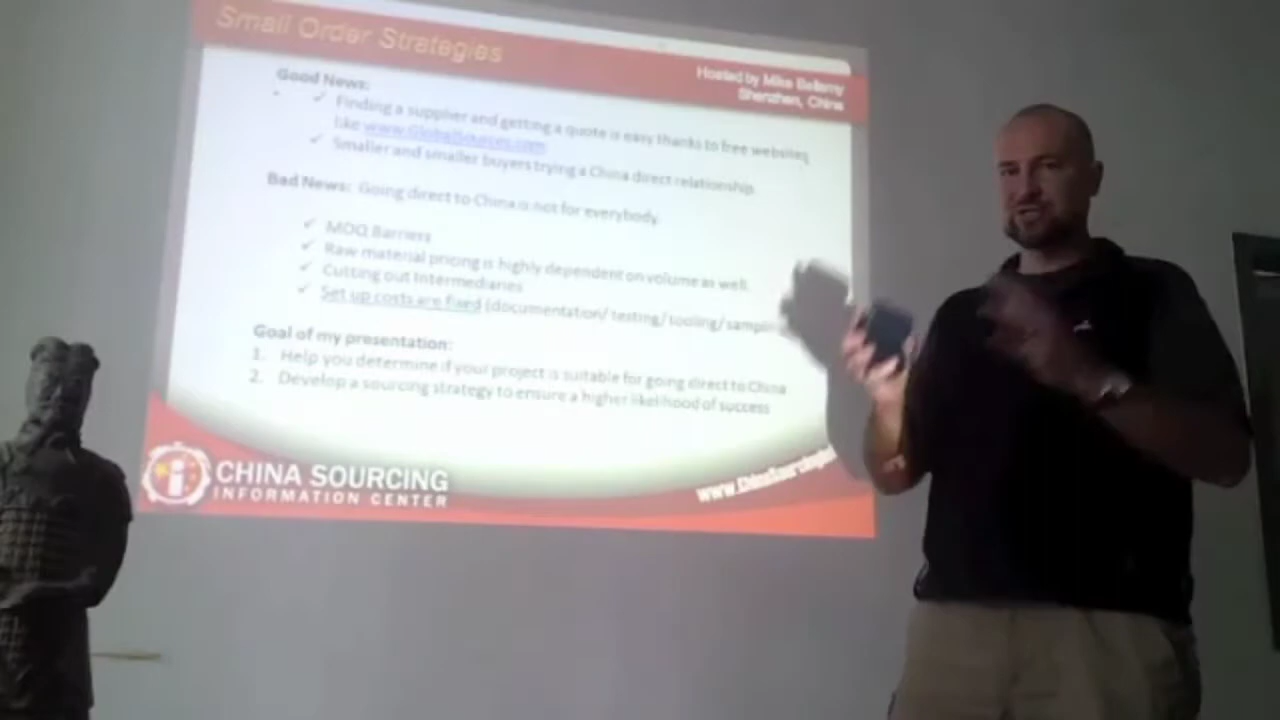 Small Order Strategies
Hosted by Mike Bellamy
Shenzhen, China
Good News:
Finding a supplier and getting a quote is easy thanks to free websites
like www.GlobalSources.com
Smaller and smaller buyers trying a China direct relationship.
Bad News: Going direct to China is not for everybody.
MOQ Barriers
Raw material pricing is highly dependent on volume as well.
Cutting out Intermediaries
Set up costs are fixed (documentation/ testing/ tooling/
Goal of my presentation:
1. Help you determine if your project is suitable for going direct to China
2. Develop a sourcing strategy to ensure a higher likelihood of success
CHINA SOURCING
INFORMATION CENTER